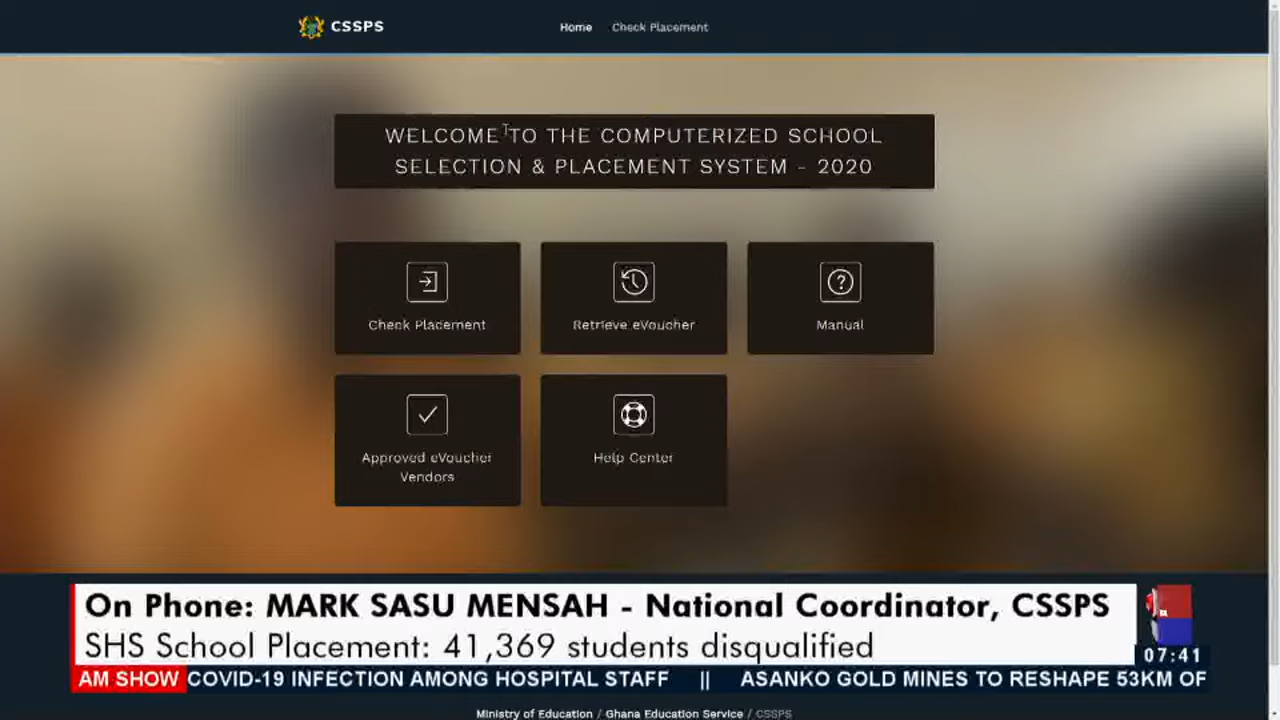 CSSPS
Home
Check Placement
WELCOME TO THE COMPUTERIZED SCHOOL
SELECTION & PLACEMENT SYSTEM - 2020
Check Placement
Retrieve eVoucher
Manual
Approved eVoucher
Vendors
Help Center
On Phone: MARK SASU MENSAH - National Coordinator, CSSPS
SHS School Placement: 41,369 students disqualified
07:41
AM SHOW
COVID-19 INFECTION AMONG HOSPITAL STAFF || ASANKO GOLD MINES TO RESHAPE 53KM OF
Ministry of Education / Ghana Education Service / CSSPS